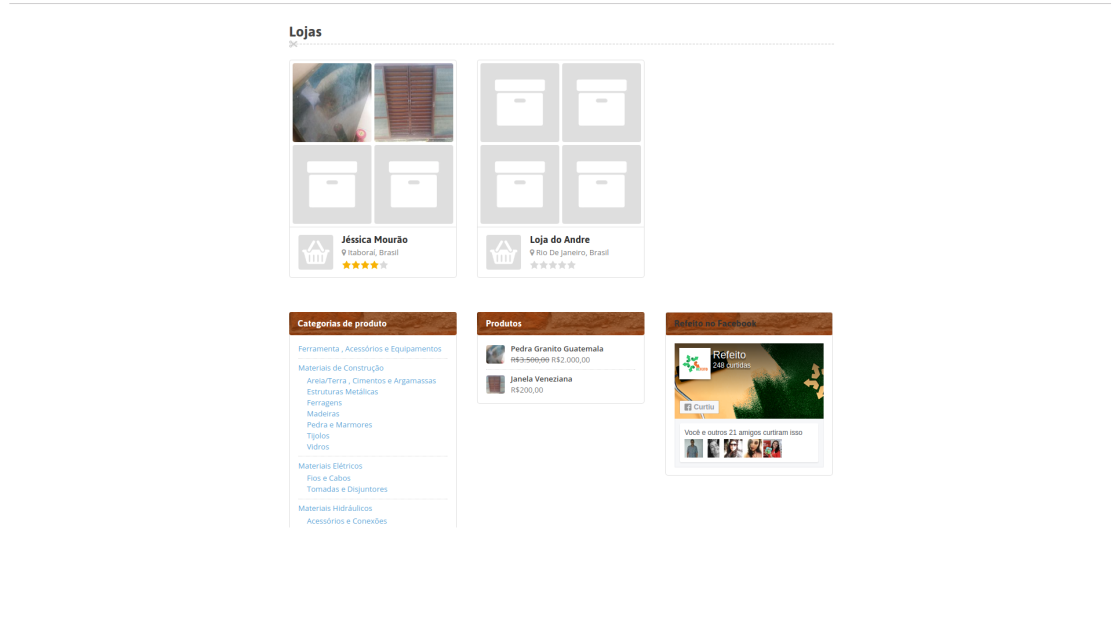 Lojas
Jéssica Mourão
Itaboraí, Brasil
Loja do Andre
Rio De Janeiro, Brasil
Categorias de produto
Ferramenta , Acessórios e Equipamentos
Materiais de Construção
Areia/Terra , Cimentos e Argamassas
Estruturas Metálicas
Ferragens
Madeiras
Pedra e Marmores
Tijolos
Vidros
Materiais Elétricos
Fios e Cabos
Tomadas e Disjuntores
Materiais Hidráulicos
Acessórios e Conexões
Produtos
Pedra Granito Guatemala
R$3.500,00 R$2.000,00
Janela Veneziana
R$200,00
Refeito no Facebook
Refeito
248 curtidas
Curtiu
Você e outros 21 amigos curtiram isso